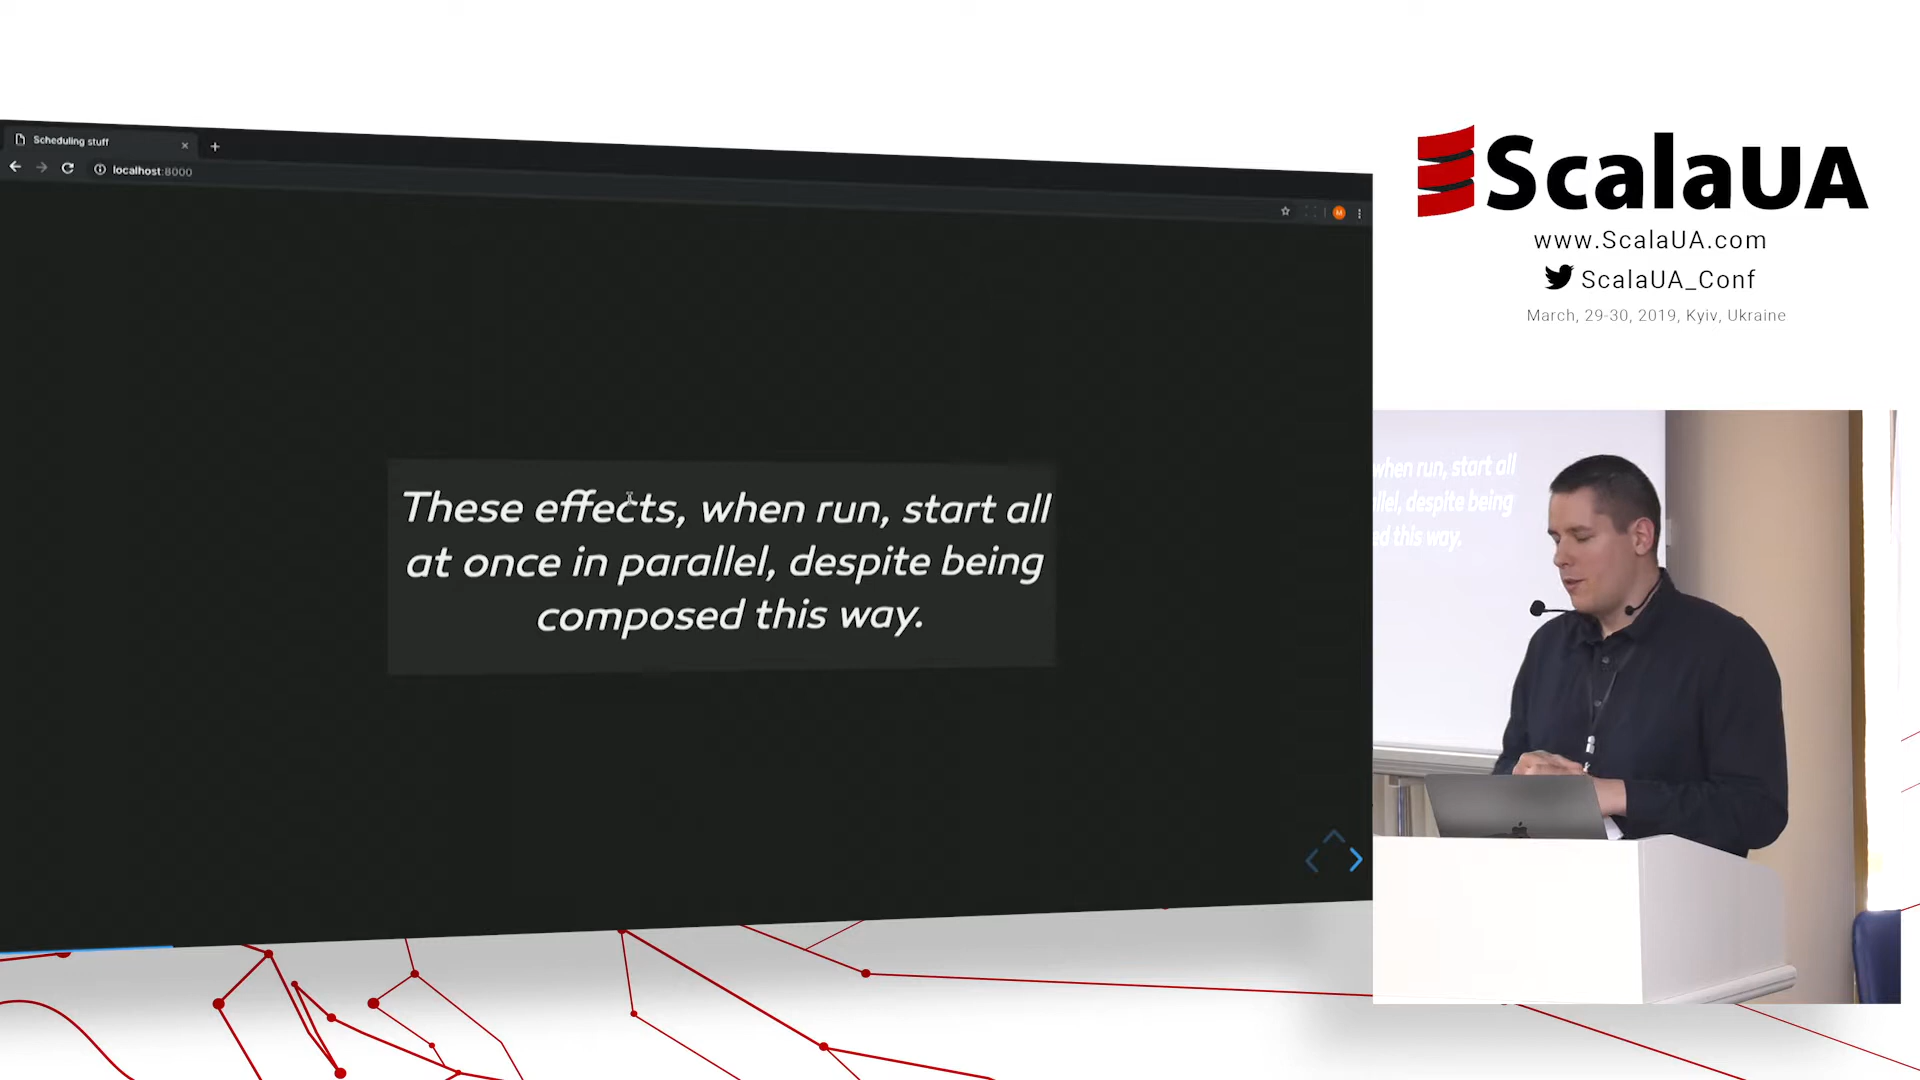 Scheduling stuff
localhost:8000
M
These effects, when run, start all
at once in parallel, despite being
composed this way.
ScalaUA
www.ScalaUA.com
ScalaUA_Conf
March, 29-30, 2019, Kyiv, Ukraine
when run, start all
llel, despite being
d this way.